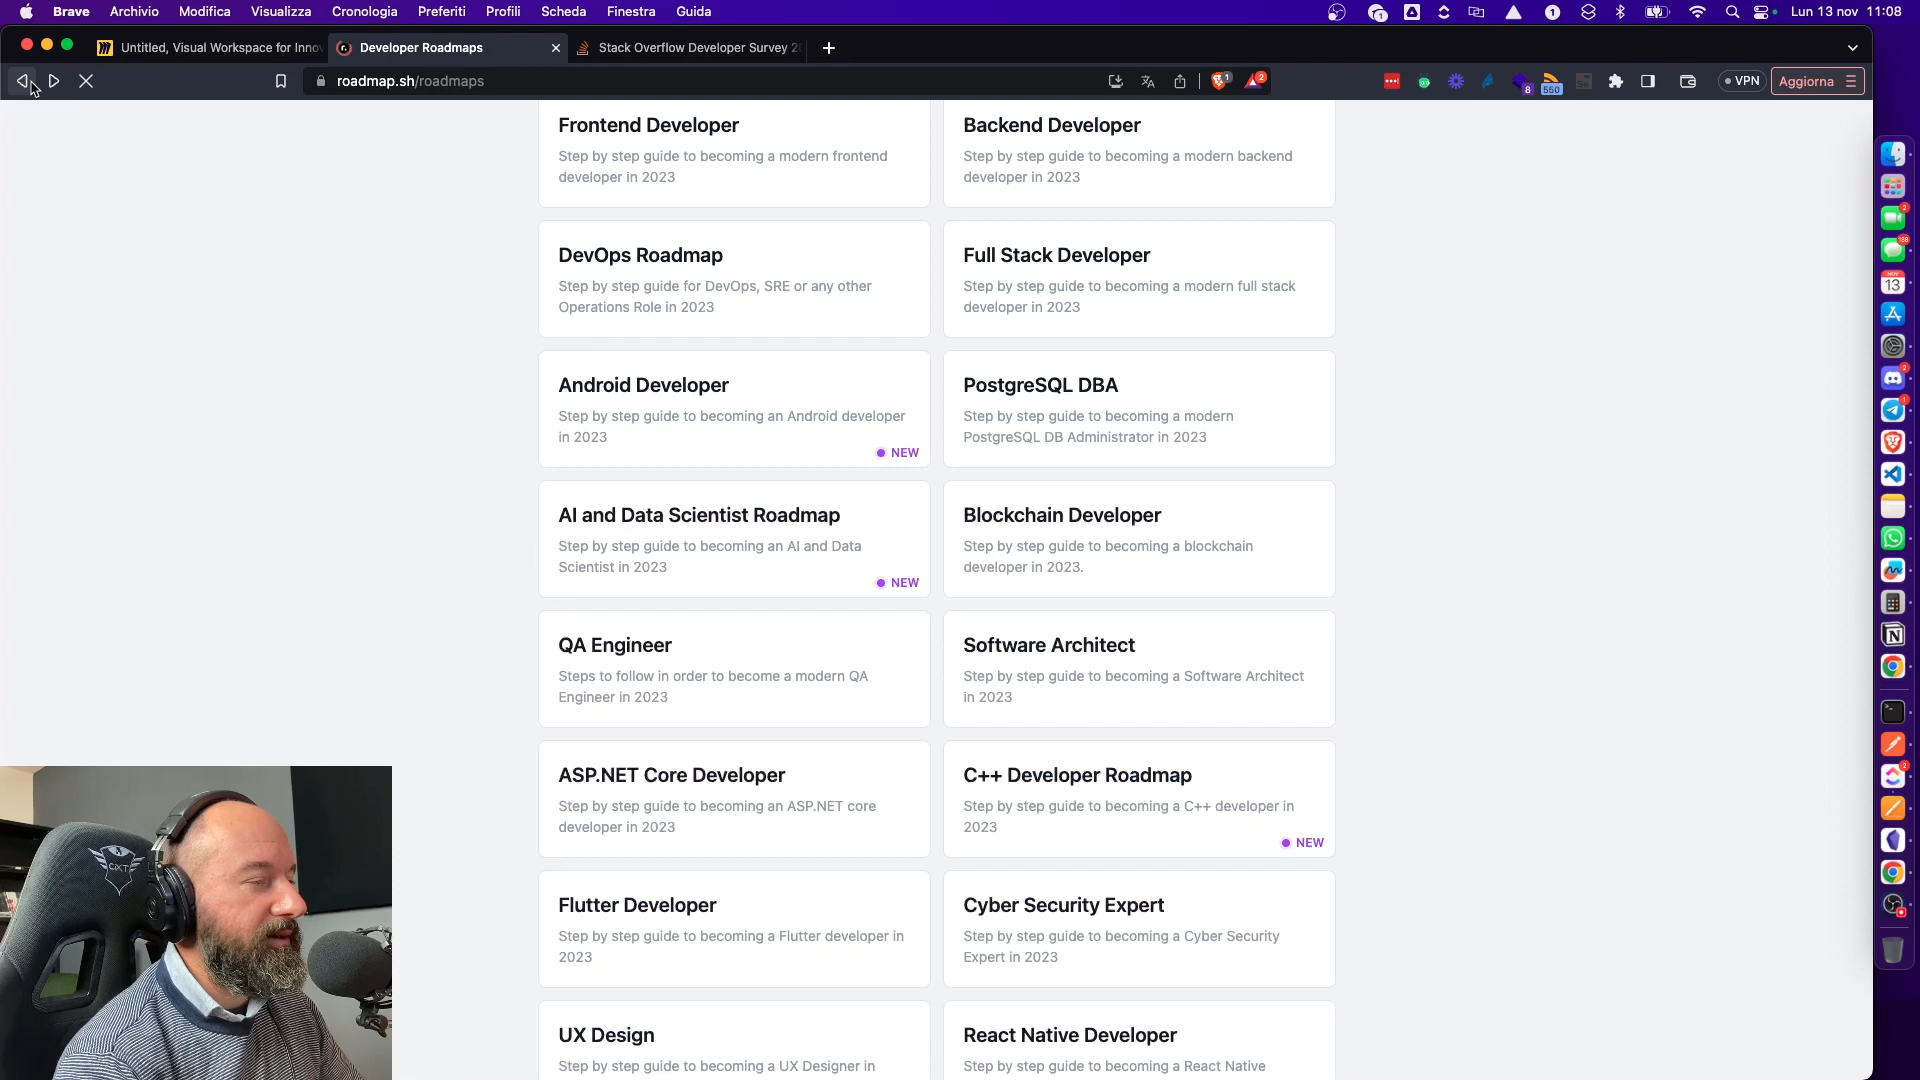 Brave Archivio Modifica Visualizza Cronologia Preferiti Profili Scheda Finestra Guida
Lun 13 nov 11:08
Untitled, Visual Workspace for Innov
Developer Roadmaps
Stack Overflow Developer Survey 2
roadmap.sh/roadmaps
VPN
Aggiorna
Frontend Developer
Step by step guide to becoming a modern frontend
developer in 2023
Backend Developer
Step by step guide to becoming a modern backend
developer in 2023
DevOps Roadmap
Step by step guide for DevOps, SRE or any other
Operations Role in 2023
Full Stack Developer
Step by step guide to becoming a modern full stack
developer in 2023
Android Developer
Step by step guide to becoming an Android developer
in 2023
NEW
PostgreSQL DBA
Step by step guide to becoming a modern
PostgreSQL DB Administrator in 2023
AI and Data Scientist Roadmap
Step by step guide to becoming an AI and Data
Scientist in 2023
NEW
Blockchain Developer
Step by step guide to becoming a blockchain
developer in 2023.
QA Engineer
Steps to follow in order to become a modern QA
Engineer in 2023
Software Architect
Step by step guide to becoming a Software Architect
in 2023
ASP.NET Core Developer
Step by step guide to becoming an ASP.NET core
developer in 2023
C++ Developer Roadmap
Step by step guide to becoming a C++ developer in
2023
NEW
Flutter Developer
Step by step guide to becoming a Flutter developer in
2023
Cyber Security Expert
Step by step guide to becoming a Cyber Security
Expert in 2023
UX Design
Step by step guide to becoming a UX Designer in
React Native Developer
Step by step guide to becoming a React Native